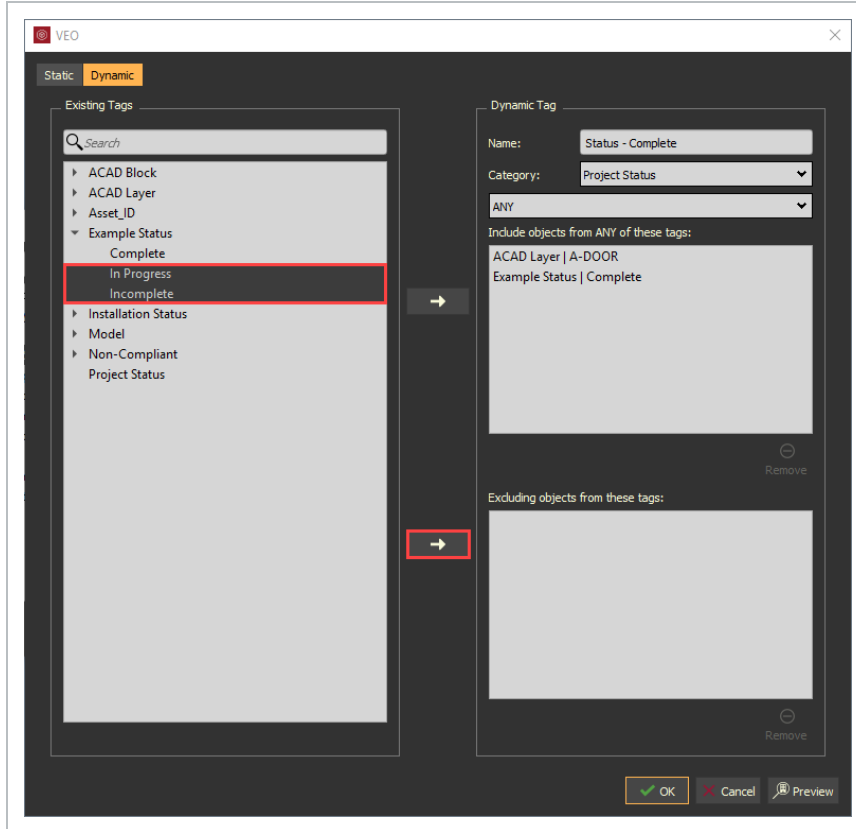 VEO
Static Dynamic
Existing Tags
Search
ACAD Block
ACAD Layer
Asset_ID
Example Status
Complete
In Progress
Incomplete
Installation Status
Model
Non-Compliant
Project Status
Dynamic Tag
Name: Status - Complete
Category: Project Status
ANY
Include objects from ANY of these tags:
ACAD Layer | A-DOOR
Example Status | Complete
Remove
Excluding objects from these tags:
Remove
OK Cancel Preview